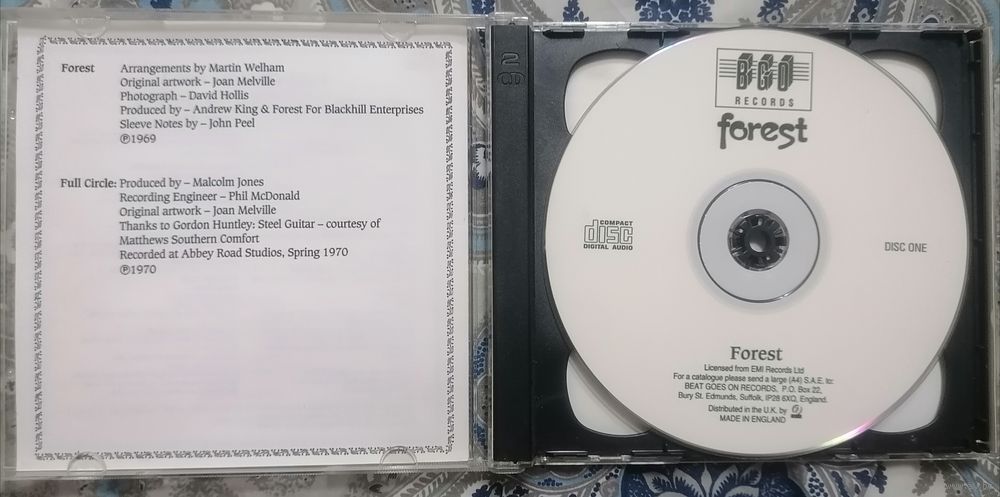 Forest Arrangements by Martin Welham
Original artwork – Joan Melville
Photograph – David Hollis
Produced by – Andrew King & Forest For Blackhill Enterprises
Sleeve Notes by – John Peel
℗1969
Full Circle: Produced by – Malcolm Jones
Recording Engineer – Phil McDonald
Original artwork – Joan Melville
Thanks to Gordon Huntley: Steel Guitar – courtesy of
Matthews Southern Comfort
Recorded at Abbey Road Studios, Spring 1970
℗1970
2
CD
BGO
RECORDS
forest
COMPACT
disc
DIGITAL AUDIO
DISC ONE
Forest
Licensed from EMI Records Ltd
For a catalogue please send a large (A4) S.A.E. to:
BEAT GOES ON RECORDS, P.O. Box 22,
Bury St. Edmunds, Suffolk, IP28 6XQ, England.
Distributed in the U.K. by
MADE IN ENGLAND